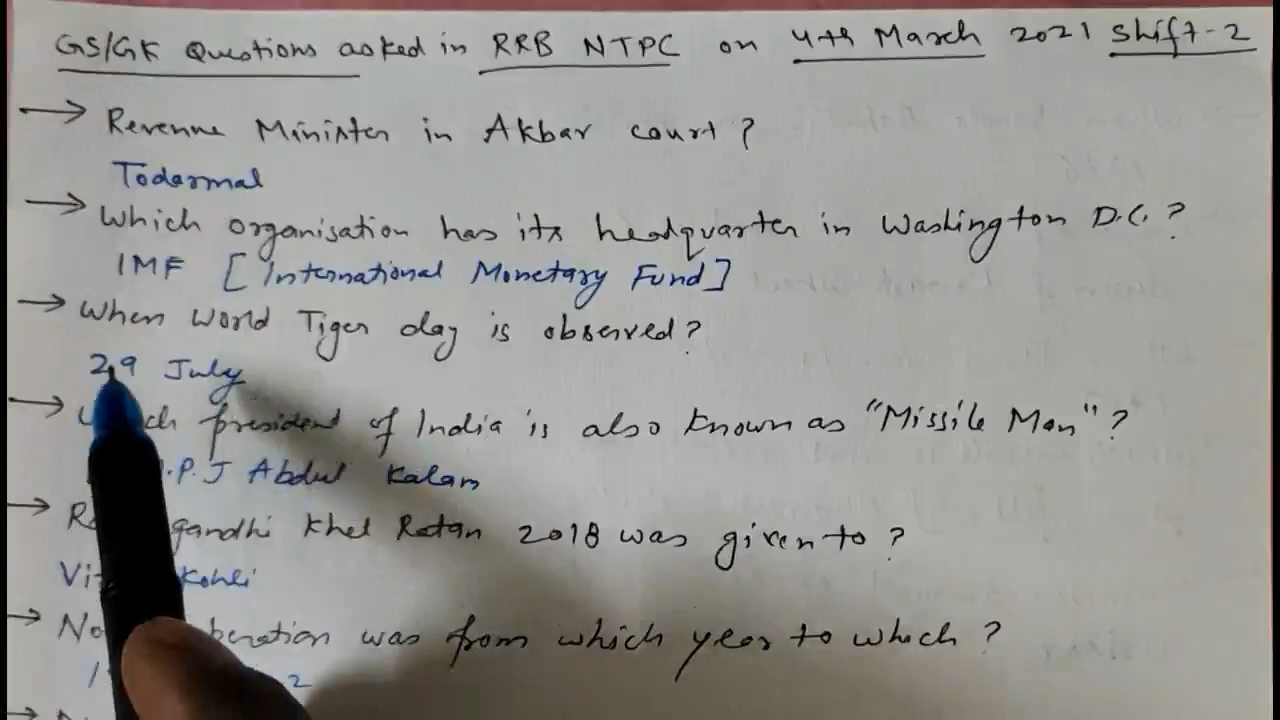 GS/GK Questions asked in RRB NTPC on 4th March 2021 Shift-2
→ Revenue Minister in Akbar court?
Todarmal
→ Which organisation has its headquarter in Washington D.C.?
IMF [International Monetary Fund]
→ When World Tiger day is observed?
29 July
→ president of India is also known as "Missile Man"?
.P.J Abdul Kalam
→ gandhi Khel Ratan 2018 was given to?
Kohli
→ was from which year to which?
2